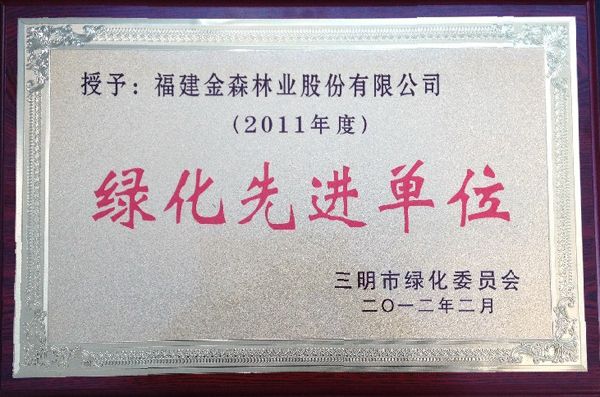 授予：福建金森林业股份有限公司
（2011年度）
绿化先进单位
三明市绿化委员会
二〇一二年二月